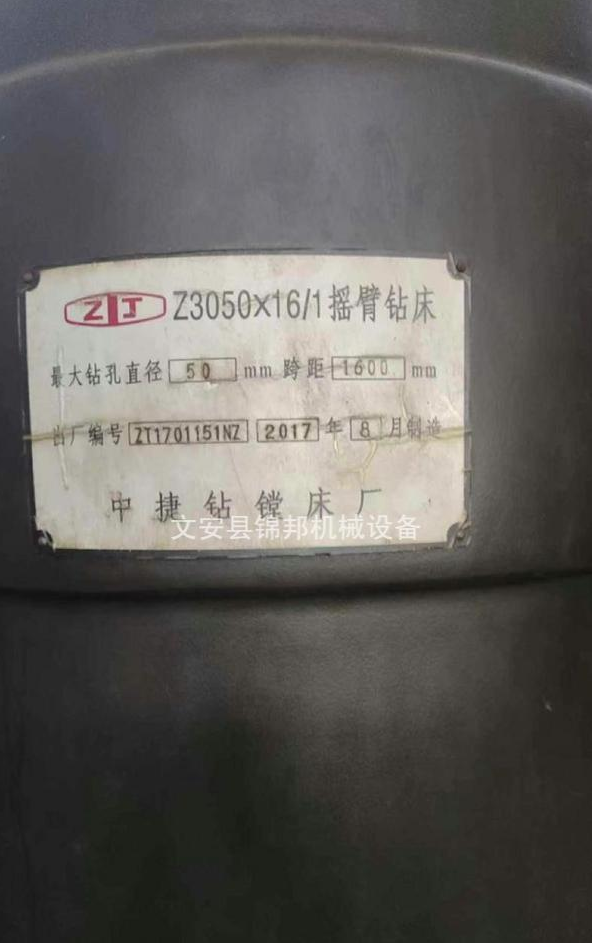 ZJ Z3050×16/1摇臂钻床
最大钻孔直径 50 mm 跨距 1600 mm
出厂编号 ZT1701151NZ 2017 年 8 月制造
中捷钻镗床厂
文安县锦邦机械设备